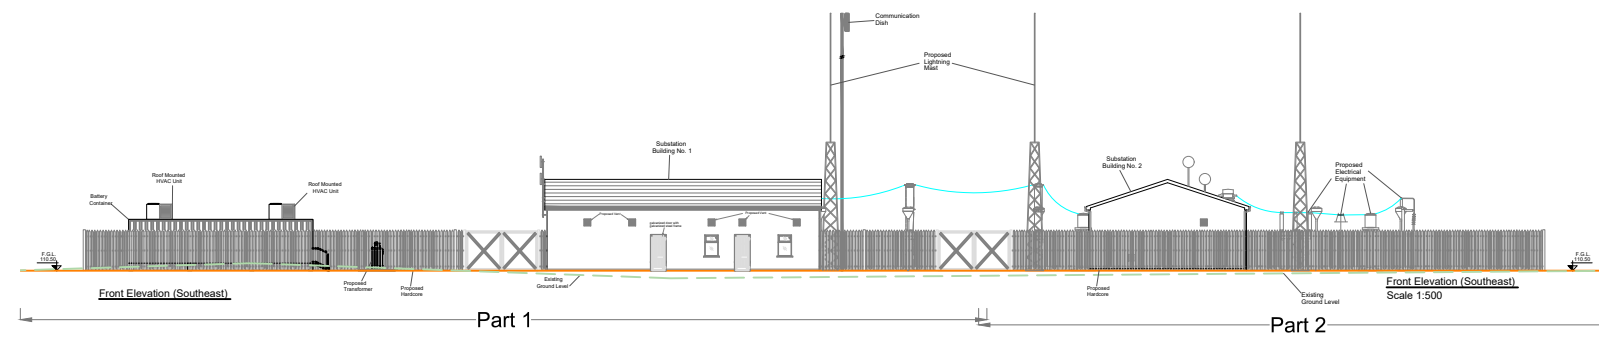 Communication
Dish
Proposed
Lightning
Mast
Substation
Building No. 1
Substation
Building No. 2
Proposed
Electrical
Equipment
Roof Mounted
HVAC Unit
Roof Mounted
HVAC Unit
Battery
Container
F.G.L.
110.50
F.G.L.
110.50
Proposed
Transformer
Proposed
Hardcore
Existing
Ground Level
Proposed
Hardcore
Existing
Ground Level
Front Elevation (Southeast)
Front Elevation (Southeast)
Scale 1:500
Part 1
Part 2